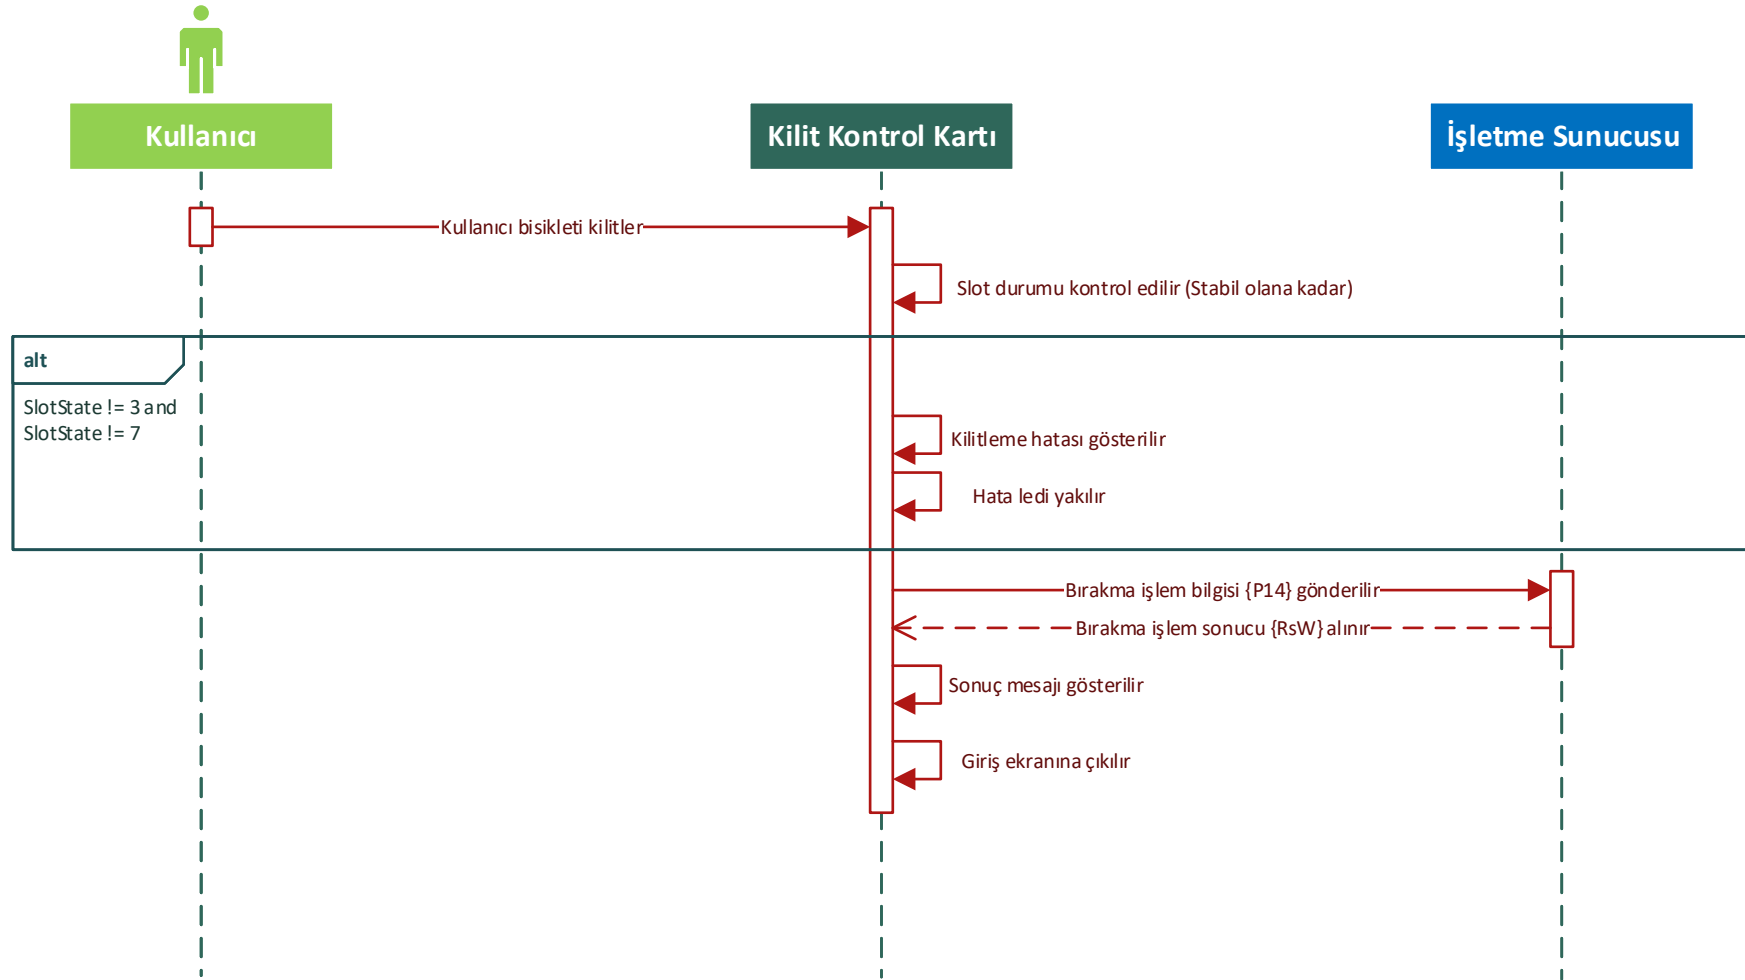 Kullanıcı
Kilit Kontrol Kartı
İşletme Sunucusu
Kullanıcı bisikleti kilitler
Slot durumu kontrol edilir (Stabil olana kadar)
alt
SlotState != 3 and
SlotState != 7
Kilitleme hatası gösterilir
Hata ledi yakılır
Bırakma işlem bilgisi {P14} gönderilir
Bırakma işlem sonucu {RsW} alınır
Sonuç mesajı gösterilir
Giriş ekranına çıkılır